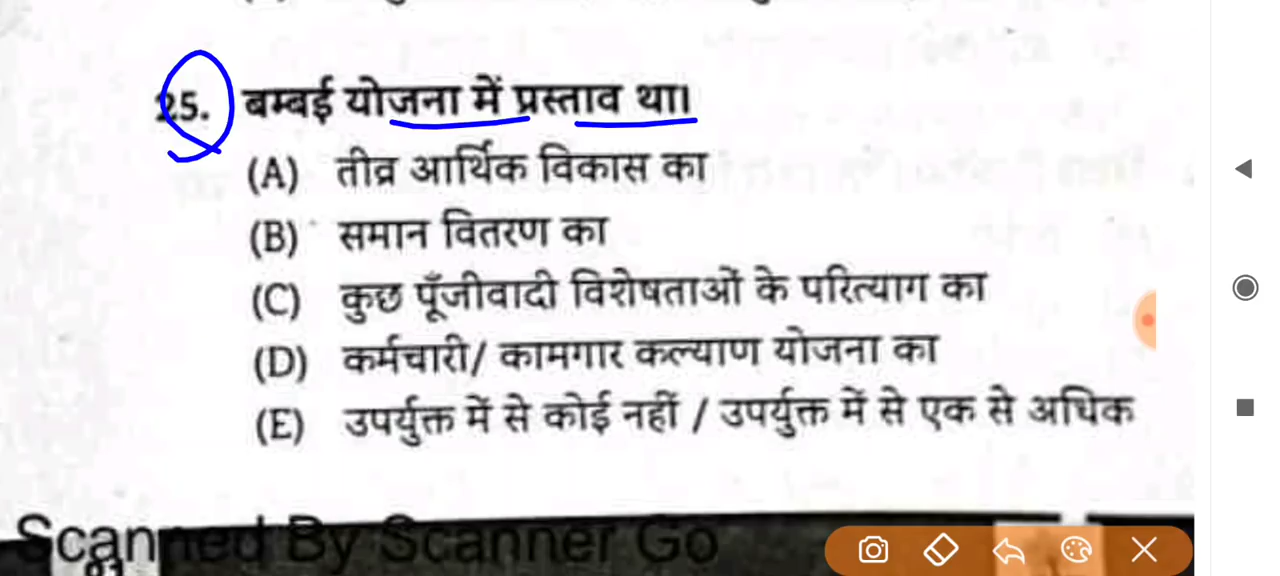 25. बम्बई योजना में प्रस्ताव था।
(A) तीव्र आर्थिक विकास का
(B) समान वितरण का
(C) कुछ पूँजीवादी विशेषताओं के परित्याग का
(D) कर्मचारी/ कामगार कल्याण योजना का
(E) उपर्युक्त में से कोई नहीं / उपर्युक्त में से एक से अधिक
Scanned By Scanner Go